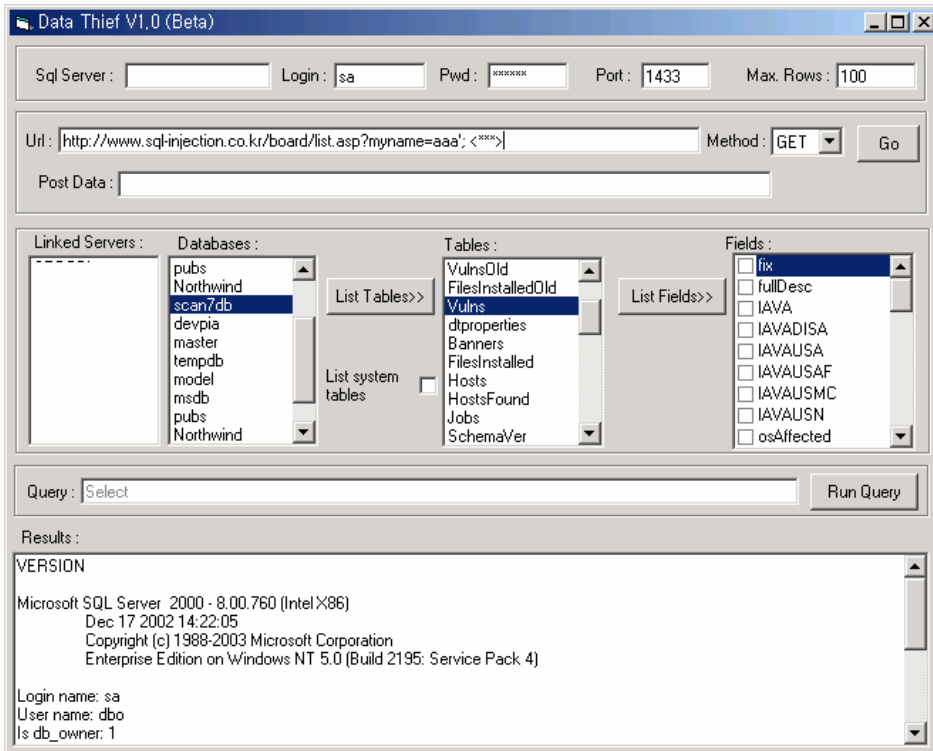 Data Thief V1,0 (Beta)
Sql Server : Login : sa Pwd : ****** Port : 1433 Max. Rows : 100
Url : http://www.sql-injection.co.kr/board/list.asp?myname=aaa'; <***> Method : GET Go
Post Data :
Linked Servers : Databases : Tables : Fields :
pubs
Northwind
scan7db
devpia
master
tempdb
model
msdb
pubs
Northwind
List Tables>>
List system
tables
VulnsOld
FilesInstalledOld
Vulns
dtproperties
Banners
FilesInstalled
Hosts
HostsFound
Jobs
SchemaVer
List Fields>>
fix
fullDesc
IAVA
IAVADISA
IAVAUSA
IAVAUSAF
IAVAUSMC
IAVAUSN
osAffected
Query : Select Run Query
Results :
VERSION
Microsoft SQL Server 2000 - 8.00.760 (Intel X86)
Dec 17 2002 14:22:05
Copyright (c) 1988-2003 Microsoft Corporation
Enterprise Edition on Windows NT 5.0 (Build 2195: Service Pack 4)
Login name: sa
User name: dbo
Is db_owner: 1